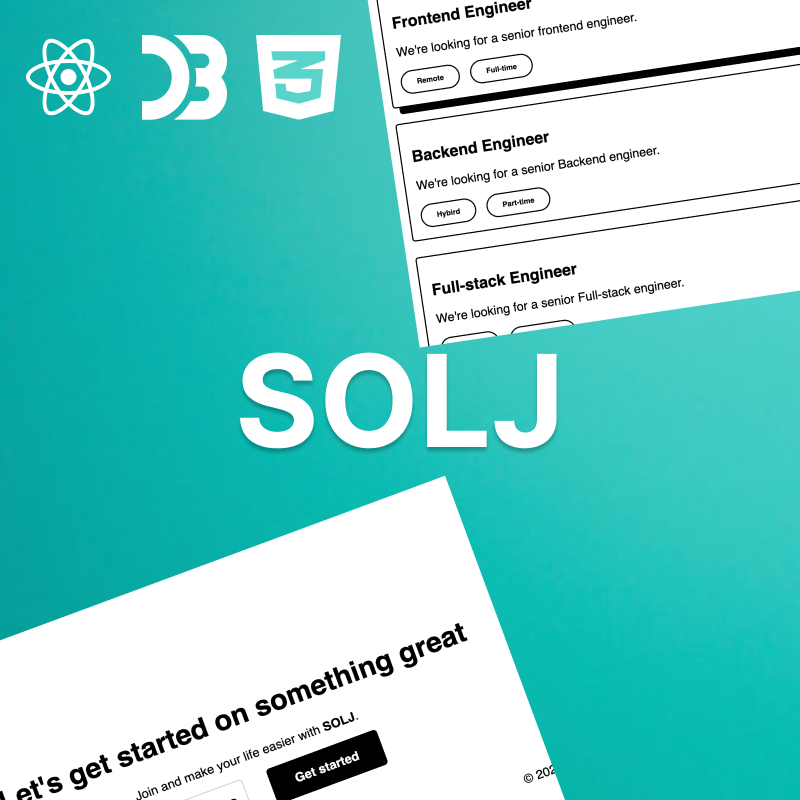 Frontend Engineer
We're looking for a senior frontend engineer.
Remote Full-time
Backend Engineer
We're looking for a senior Backend engineer.
Hybird Part-time
Full-stack Engineer
We're looking for a senior Full-stack engineer.
SOLJ
Let's get started on something great
Join and make your life easier with SOLJ.
Get started
© 202